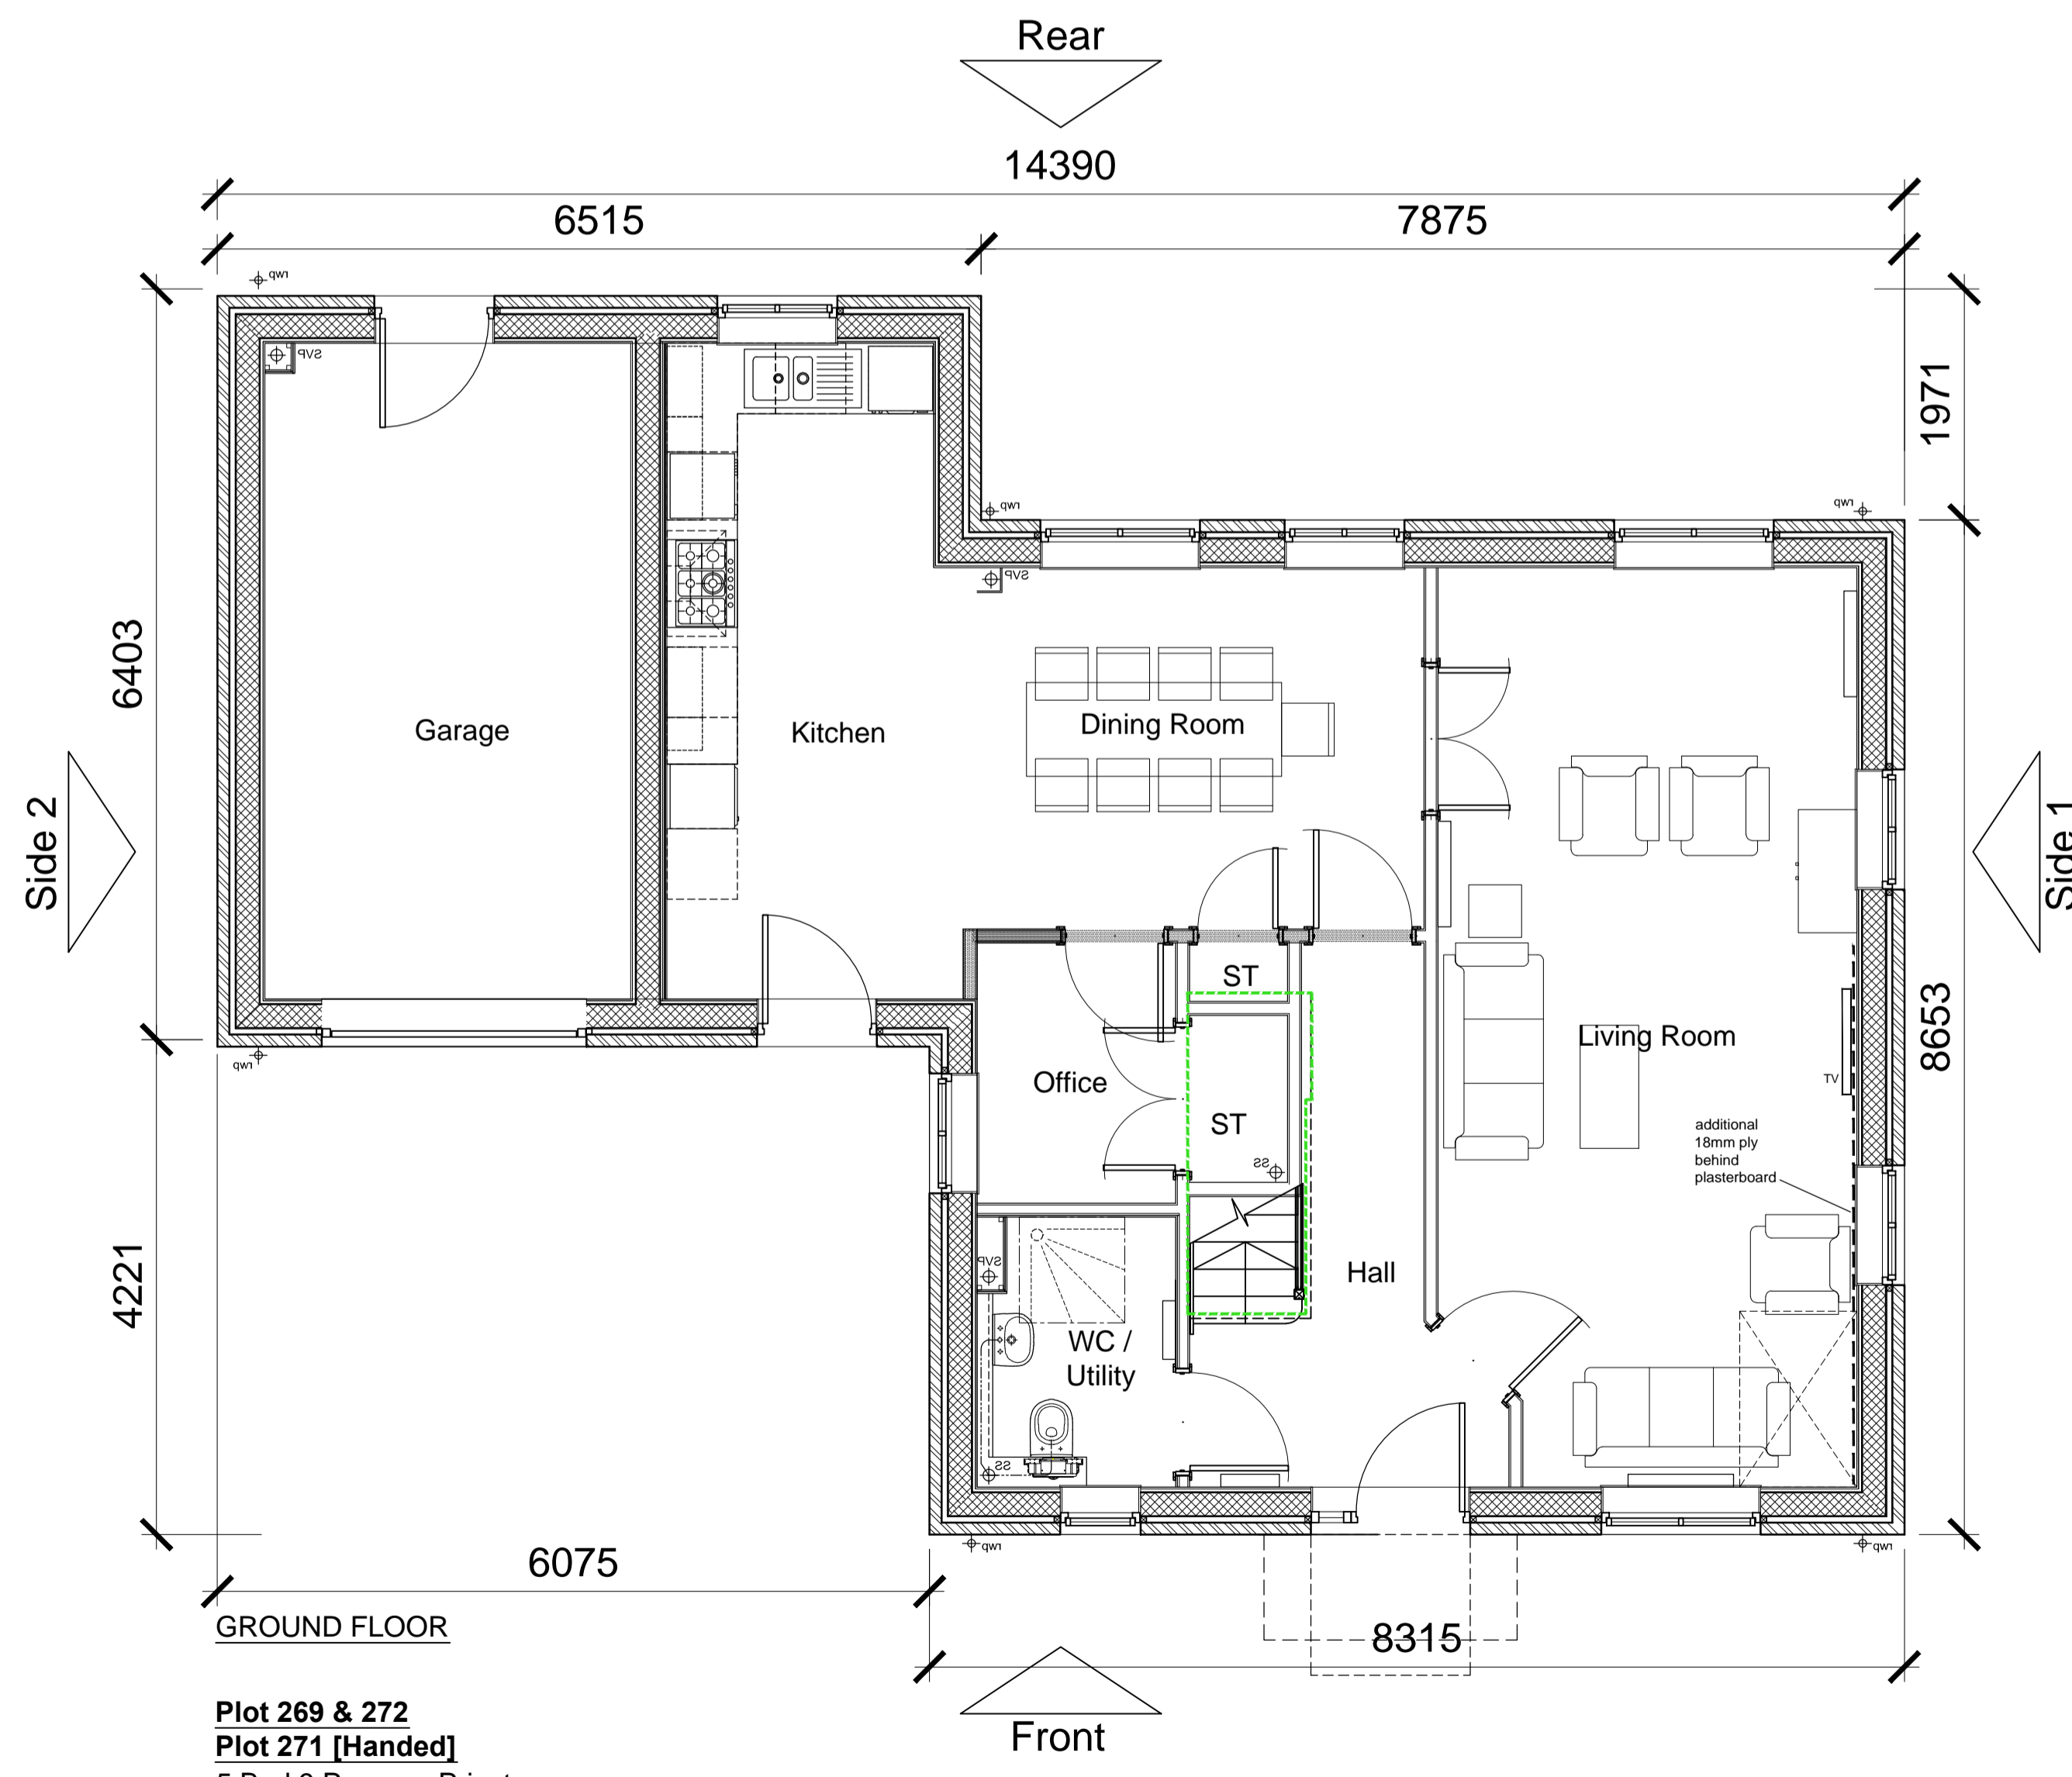 Rear
14390
6515
7875
rwp
SVP
1971
rwp
rwp
SVP
6403
Garage
Kitchen
Dining Room
Side 2
Side 1
ST
Living Room
8653
TV
rwp
Office
ST
SS
additional
18mm ply
behind
plasterboard
4221
SVP
Hall
WC /
Utility
SS
rwp
rwp
6075
8315
GROUND FLOOR
Front
Plot 269 & 272
Plot 271 [Handed]